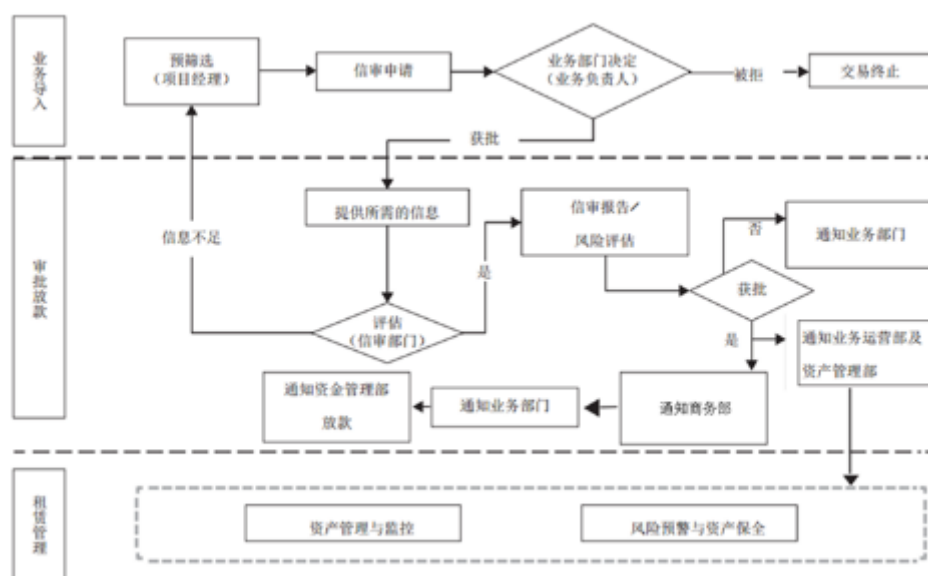 业务导入
预筛选
（项目经理）
信审申请
业务部门决定
（业务负责人）
被拒
交易终止
获批
审批放款
提供所需的信息
信息不足
评估
（信审部门）
是
信审报告/
风险评估
获批
否
通知业务部门
是
通知业务运营部及
资产管理部
通知商务部
通知业务部门
通知资金管理部
放款
租赁管理
资产管理与监控
风险预警与资产保全